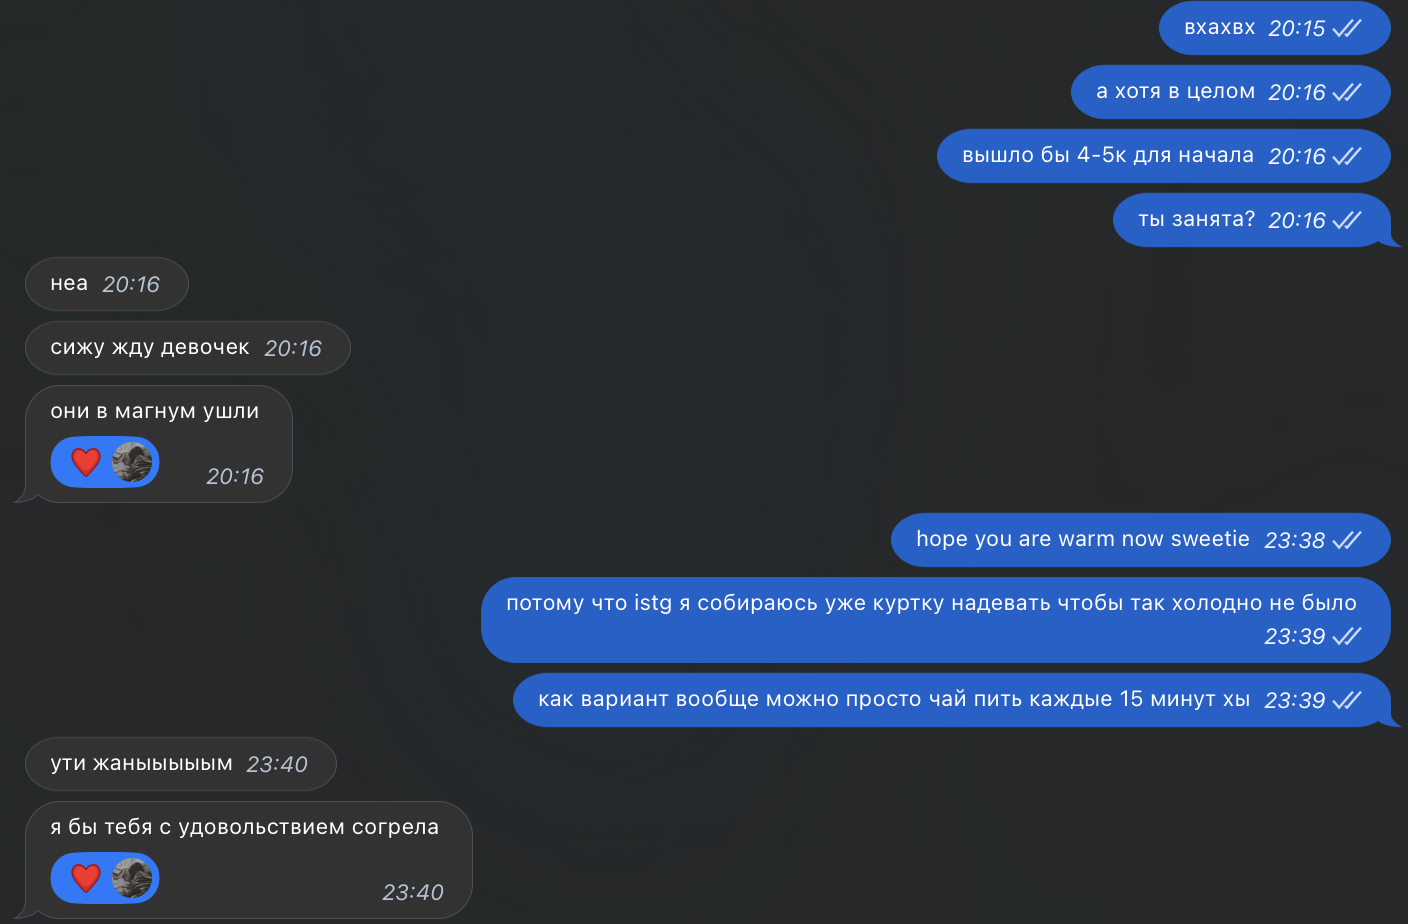 вхахвх 20:15
а хотя в целом 20:16
вышло бы 4-5к для начала 20:16
ты занята? 20:16
неа 20:16
сижу жду девочек 20:16
они в магнум ушли
20:16
hope you are warm now sweetie 23:38
потому что istg я собираюсь уже куртку надевать чтобы так холодно не было
23:39
как вариант вообще можно просто чай пить каждые 15 минут хы 23:39
ути жаныыыыым 23:40
я бы тебя с удовольствием согрела
23:40